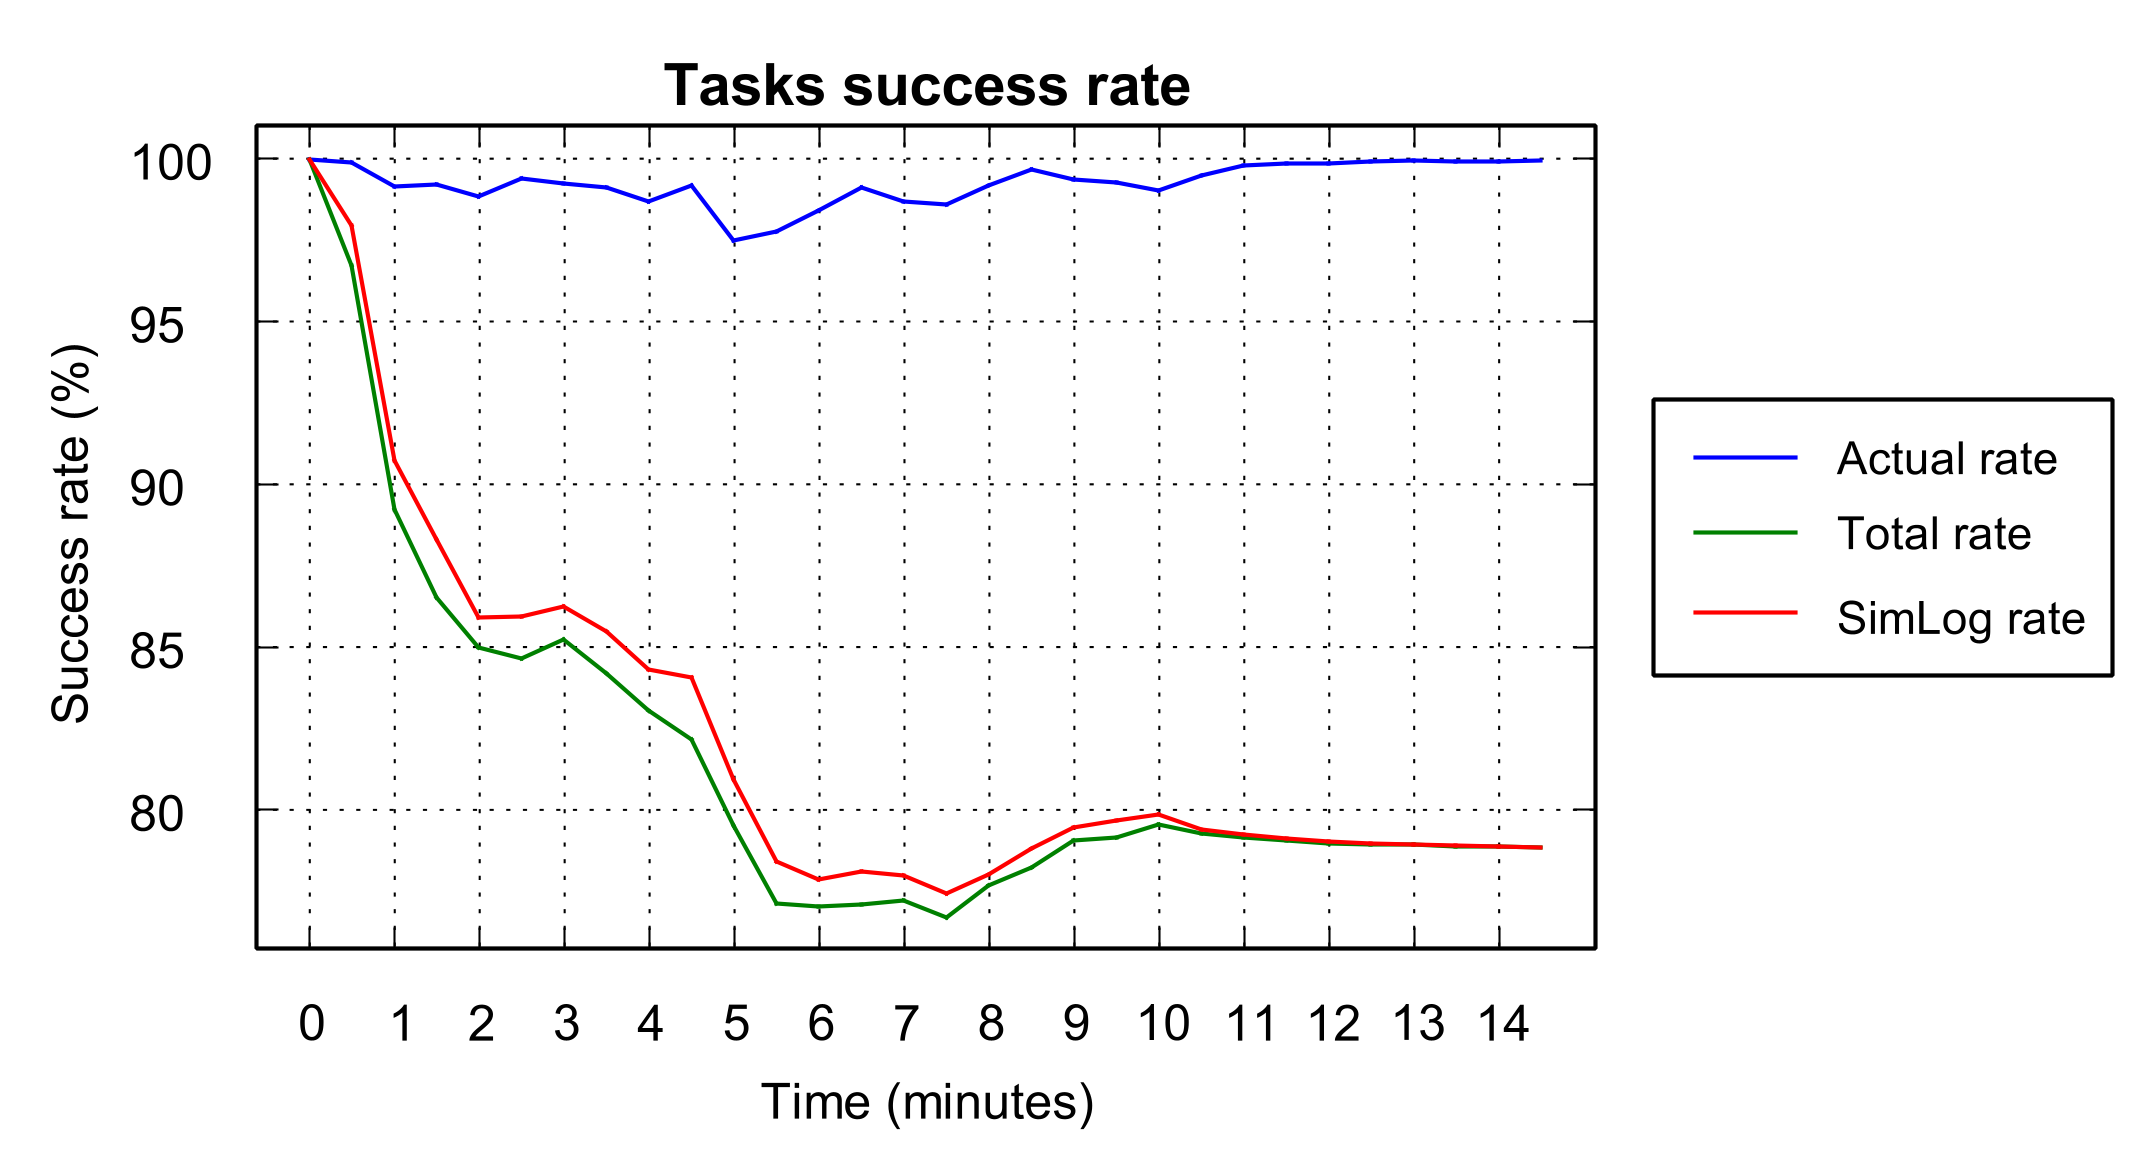 Tasks success rate
100
95
90
85
80
Success rate (%)
Actual rate
Total rate
SimLog rate
0 1 2 3 4 5 6 7 8 9 10 11 12 13 14
Time (minutes)